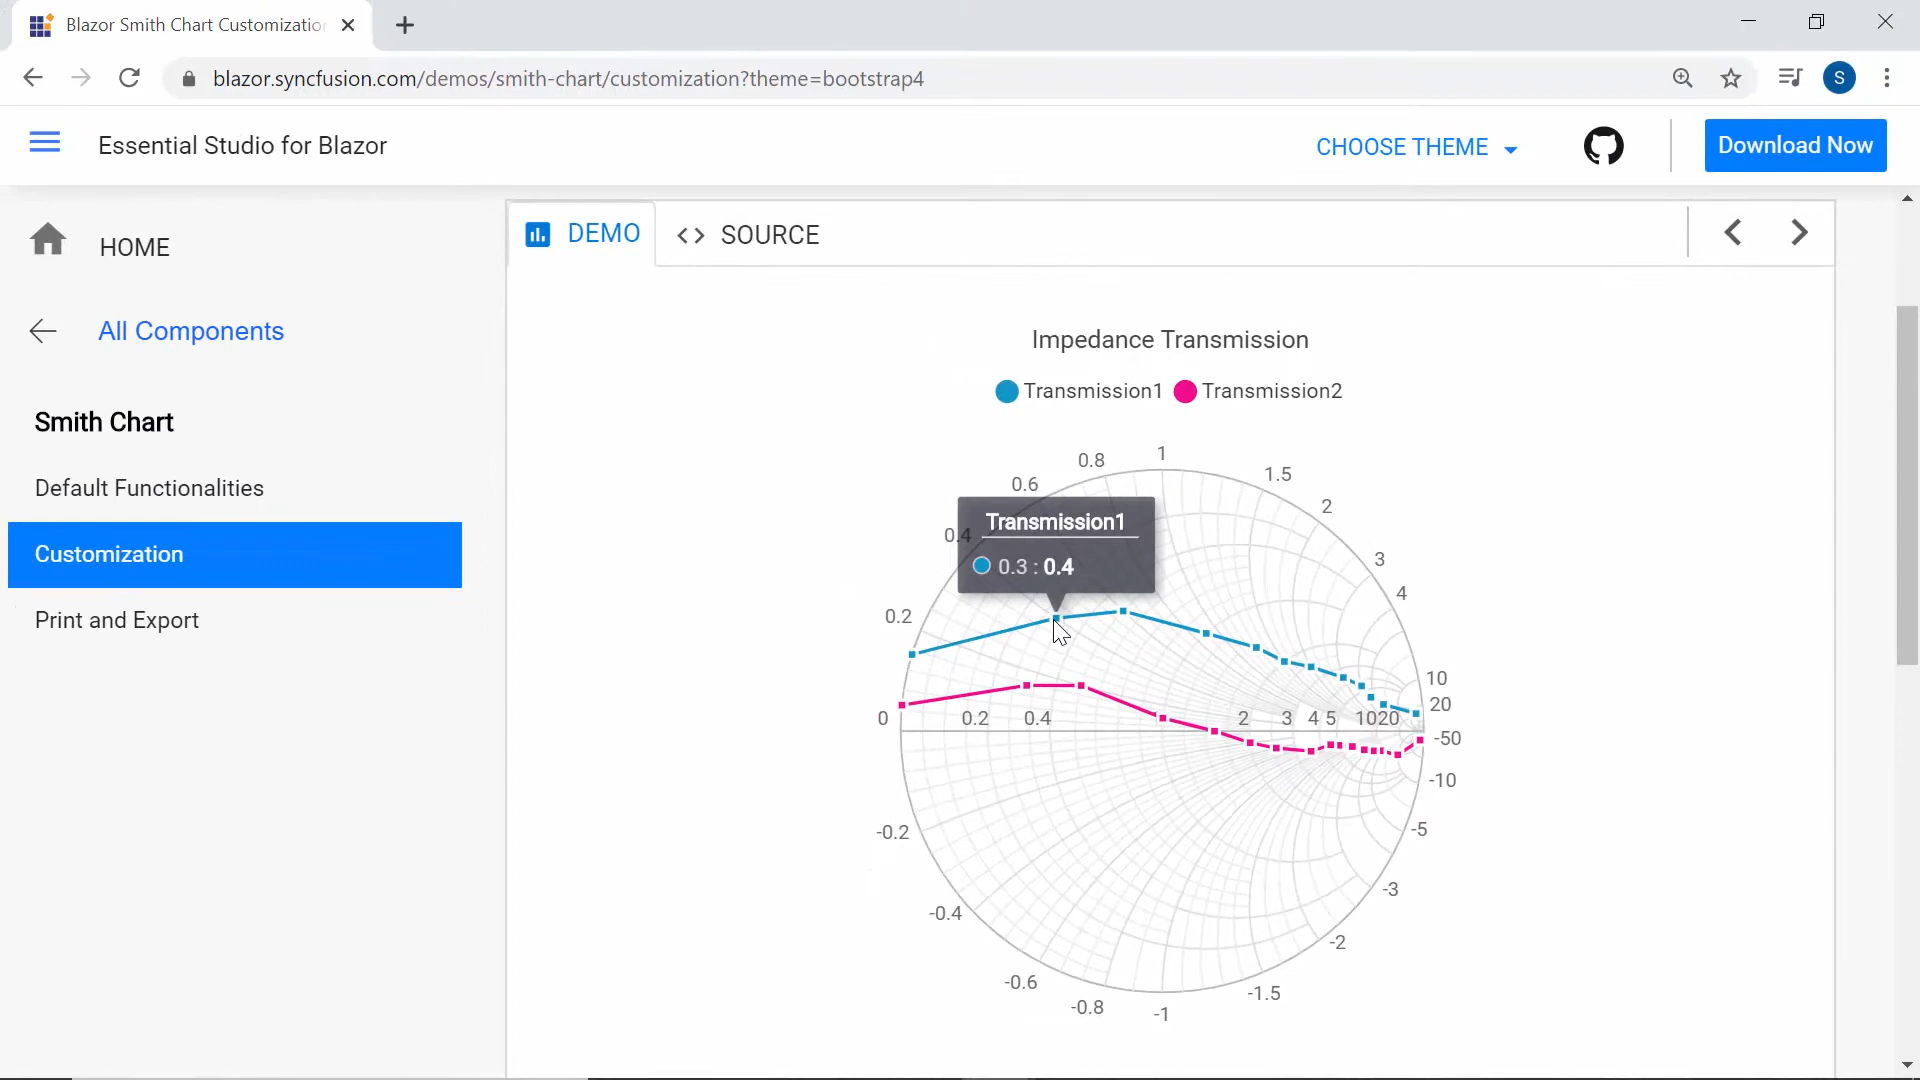 Blazor Smith Chart Customization
blazor.syncfusion.com/demos/smith-chart/customization?theme=bootstrap4
S
Essential Studio for Blazor
CHOOSE THEME
Download Now
HOME
All Components
Smith Chart
Default Functionalities
Customization
Print and Export
DEMO
<> SOURCE
Impedance Transmission
Transmission1 Transmission2
1
0.8
1.5
0.6
2
0.4
Transmission1
0.3 : 0.4
3
4
0.2
10
20
0 0.2 0.4 2 3 4 5 10 20
-50
-10
-0.2
-5
-3
-0.4
-2
-0.6
-1.5
-0.8
-1